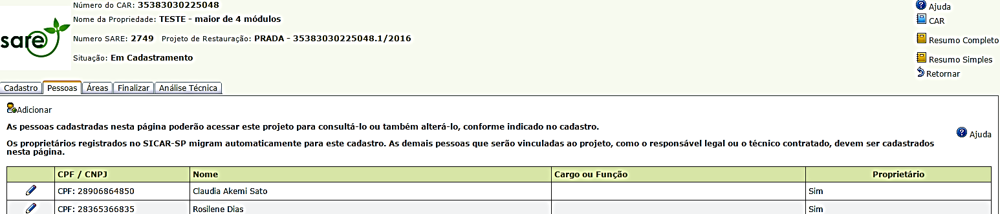 Número do CAR: 35383030225048
Nome da Propriedade: TESTE - maior de 4 módulos
sare
Numero SARE: 2749 Projeto de Restauração: PRADA - 35383030225048.1/2016
Situação: Em Cadastramento
Ajuda
CAR
Resumo Completo
Resumo Simples
Retornar
Cadastro Pessoas Áreas Finalizar Análise Técnica
Adicionar
As pessoas cadastradas nesta página poderão acessar este projeto para consultá-lo ou também alterá-lo, conforme indicado no cadastro.
Ajuda
Os proprietários registrados no SICAR-SP migram automaticamente para este cadastro. As demais pessoas que serão vinculadas ao projeto, como o responsável legal ou o técnico contratado, devem ser cadastrados
nesta página.
CPF / CNPJ Nome Cargo ou Função Proprietário
CPF: 28906864850 Claudia Akemi Sato Sim
CPF: 28365366835 Rosilene Dias Sim